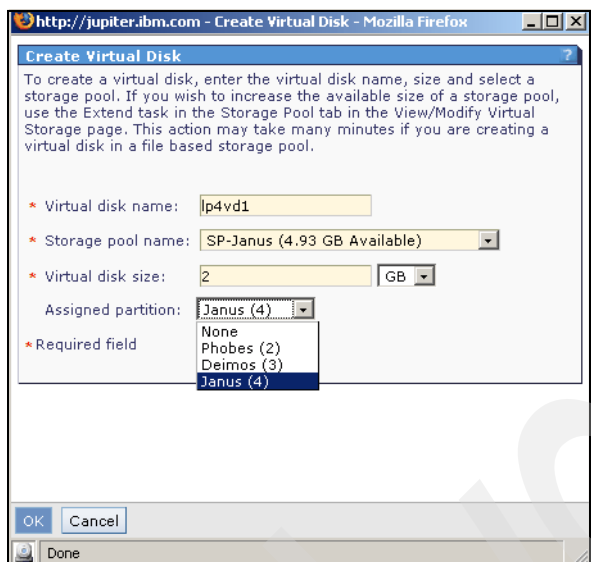 http://jupiter.ibm.com - Create Virtual Disk - Mozilla Firefox
Create Virtual Disk ?
To create a virtual disk, enter the virtual disk name, size and select a
storage pool. If you wish to increase the available size of a storage pool,
use the Extend task in the Storage Pool tab in the View/Modify Virtual
Storage page. This action may take many minutes if you are creating a
virtual disk in a file based storage pool.
* Virtual disk name: lp4vd1
* Storage pool name: SP-Janus (4.93 GB Available)
* Virtual disk size: 2 GB
Assigned partition: Janus (4)
None
Phobes (2)
Deimos (3)
Janus (4)
*Required field
OK Cancel
Done